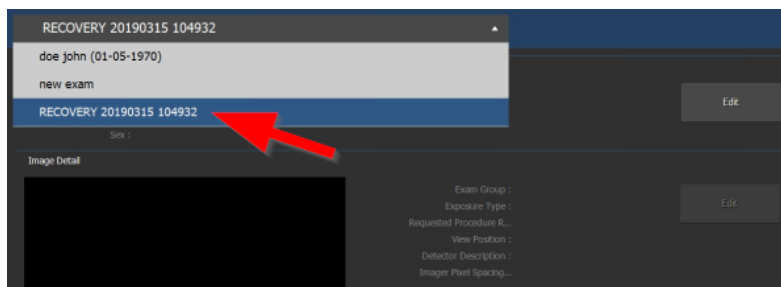 RECOVERY 20190315 104932
doe john (01-05-1970)
new exam
RECOVERY 20190315 104932
Edit
Sex :
Image Detail
Exam Group :
Exposure Type :
Edit
Requested Procedure R...
View Position :
Detector Description :
Imager Pixel Spacing...